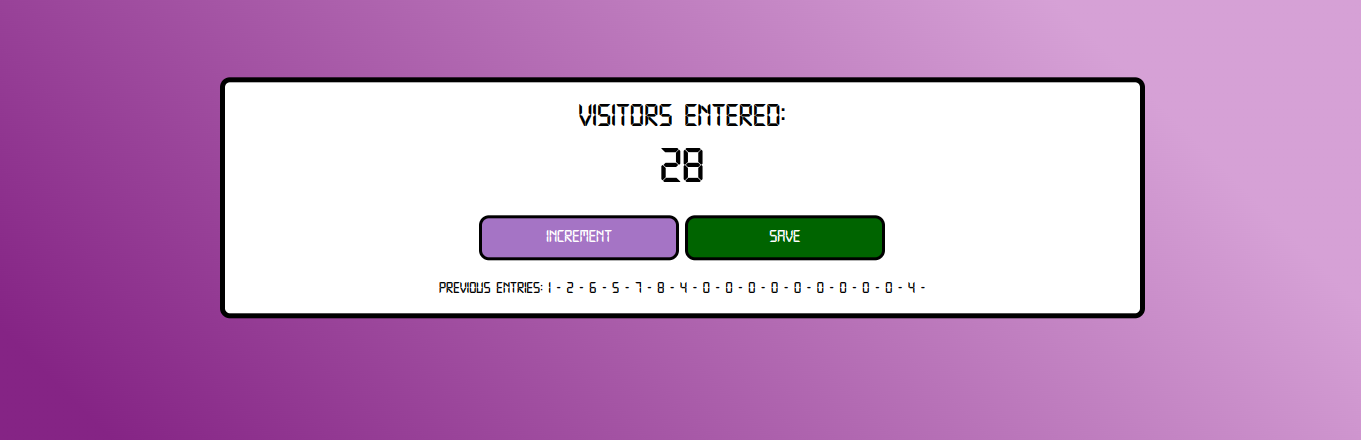 VISITORS ENTERED:
28
INCREMENT
SAVE
PREVIOUS ENTRIES: 1 - 2 - 6 - 5 - 7 - 8 - 4 - 0 - 0 - 0 - 0 - 0 - 0 - 0 - 0 - 0 - 4 -